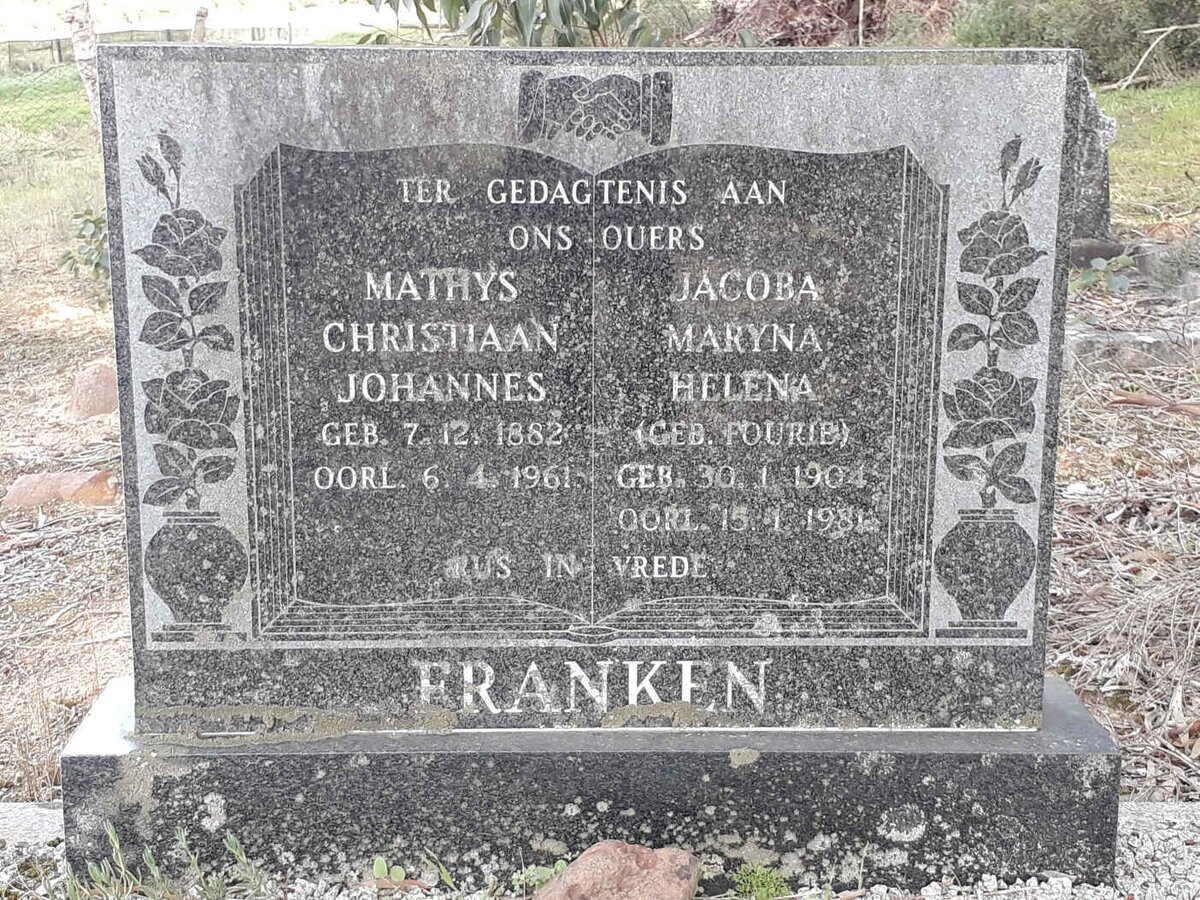 TER GEDAGTENIS AAN
ONS OUERS
MATHYS
CHRISTIAAN
JOHANNES
GEB. 7. 12. 1882
OORL. 6. 4. 1961
JACOBA
MARYNA
HELENA
(GEB. FOURIE)
GEB. 30. 1. 1904
OORL. 15. 1. 1981
RUS IN VREDE
FRANKEN